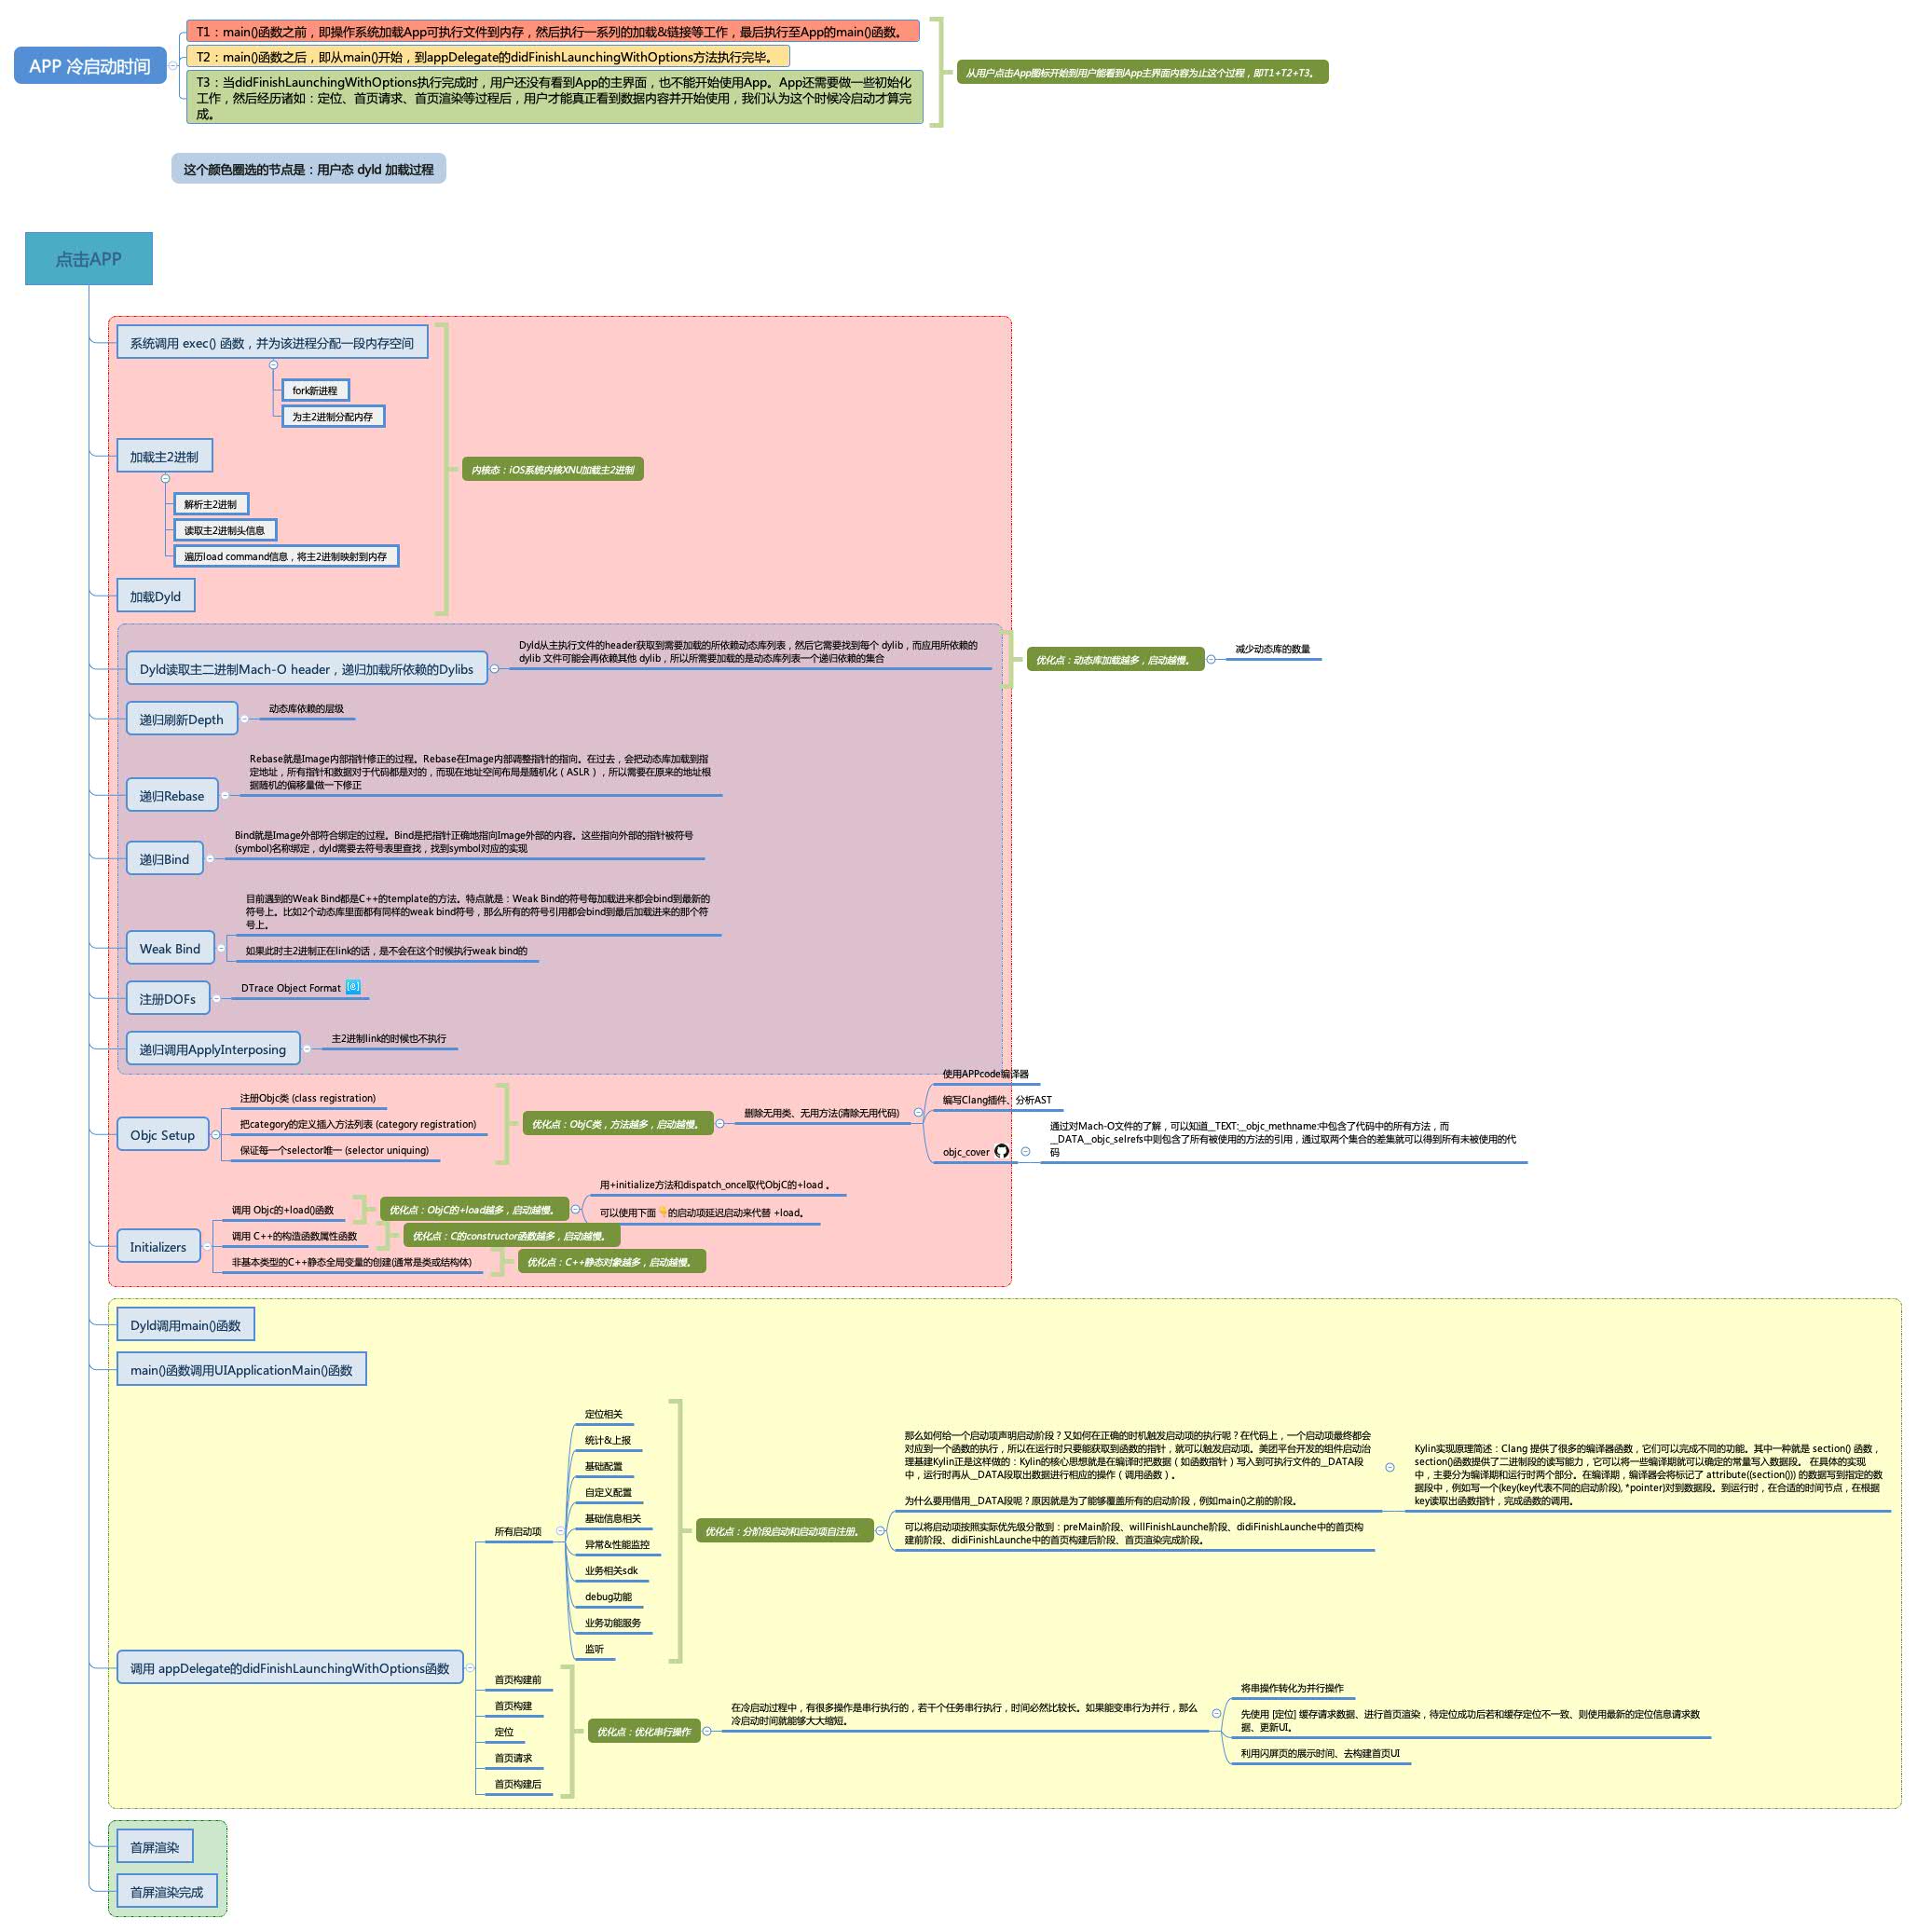 APP 冷启动时间
T1：main()函数之前，即操作系统加载App可执行文件到内存，然后执行一系列的加载&链接等工作，最后执行至App的main()函数。
T2：main()函数之后，即从main()开始，到appDelegate的didFinishLaunchingWithOptions方法执行完毕。
T3：当didFinishLaunchingWithOptions执行完成时，用户还没有看到App的主界面，也不能开始使用App。App还需要做一些初始化
工作，然后经历诸如：定位、首页请求、首页渲染等过程后，用户才能真正看到数据内容并开始使用，我们认为这个时候冷启动才算完
成。
从用户点击App图标开始到用户能看到App主界面内容为止这个过程，即T1+T2+T3。
这个颜色圈选的节点是：用户态 dyld 加载过程
点击APP
系统调用 exec() 函数，并为该进程分配一段内存空间
fork新进程
为主2进制分配内存
加载主2进制
解析主2进制
读取主2进制头信息
遍历load command信息，将主2进制映射到内存
加载Dyld
内核态：iOS系统内核XNU加载主2进制
Dyld读取主二进制Mach-O header，递归加载所依赖的Dylibs
Dyld从主执行文件的header获取到需要加载的所依赖动态库列表，然后它需要找到每个 dylib，而应用所依赖的
dylib 文件可能会再依赖其他 dylib，所以所需要加载的是动态库列表一个递归依赖的集合
优化点：动态库加载越多，启动越慢。
减少动态库的数量
递归刷新Depth
动态库依赖的层级
递归Rebase
Rebase就是Image内部指针修正的过程。Rebase在Image内部调整指针的指向。在过去，会把动态库加载到指
定地址，所有指针和数据对于代码都是对的，而现在地址空间布局是随机化（ASLR），所以需要在原来的地址根
据随机的偏移量做一下修正
递归Bind
Bind就是Image外部符合绑定的过程。Bind是把指针正确地指向Image外部的内容。这些指向外部的指针被符号
(symbol)名称绑定，dyld需要去符号表里查找，找到symbol对应的实现
Weak Bind
目前遇到的Weak Bind都是C++的template的方法。特点就是：Weak Bind的符号每加载进来都会bind到最新的
符号上。比如2个动态库里面都有同样的weak bind符号，那么所有的符号引用都会bind到最后加载进来的那个符
号上。
如果此时主2进制正在link的话，是不会在这个时候执行weak bind的
注册DOFs
DTrace Object Format
递归调用ApplyInterposing
主2进制link的时候也不执行
Objc Setup
注册Objc类 (class registration)
把category的定义插入方法列表 (category registration)
保证每一个selector唯一 (selector uniquing)
优化点：ObjC类，方法越多，启动越慢。
删除无用类、无用方法(清除无用代码)
使用APPcode编译器
编写Clang插件、分析AST
objc_cover
通过对Mach-O文件的了解，可以知道__TEXT:__objc_methname:中包含了代码中的所有方法，而
__DATA__objc_selrefs中则包含了所有被使用的方法的引用，通过取两个集合的差集就可以得到所有未被使用的代
码
Initializers
调用 Objc的+load()函数
优化点：ObjC的+load越多，启动越慢。
用+initialize方法和dispatch_once取代ObjC的+load 。
可以使用下面👇的启动项延迟启动来代替 +load。
调用 C++的构造函数属性函数
优化点：C的constructor函数越多，启动越慢。
非基本类型的C++静态全局变量的创建(通常是类或结构体)
优化点：C++静态对象越多，启动越慢。
Dyld调用main()函数
main()函数调用UIApplicationMain()函数
调用 appDelegate的didFinishLaunchingWithOptions函数
所有启动项
定位相关
统计&上报
基础配置
自定义配置
基础信息相关
异常&性能监控
业务相关sdk
debug功能
业务功能服务
监听
优化点：分阶段启动和启动项自注册。
那么如何给一个启动项声明启动阶段？又如何在正确的时机触发启动项的执行呢？在代码上，一个启动项最终都会
对应到一个函数的执行，所以在运行时只要能获取到函数的指针，就可以触发启动项。美团平台开发的组件启动治
理基建Kylin正是这样做的：Kylin的核心思想就是在编译时把数据（如函数指针）写入到可执行文件的__DATA段
中，运行时再从__DATA段取出数据进行相应的操作（调用函数）。
为什么要用借用__DATA段呢？原因就是为了能够覆盖所有的启动阶段，例如main()之前的阶段。
Kylin实现原理简述：Clang 提供了很多的编译器函数，它们可以完成不同的功能。其中一种就是 section() 函数，
section()函数提供了二进制段的读写能力，它可以将一些编译期就可以确定的常量写入数据段。 在具体的实现
中，主要分为编译期和运行时两个部分。在编译期，编译器会将标记了 attribute((section())) 的数据写到指定的数
据段中，例如写一个{key(key代表不同的启动阶段), *pointer}对到数据段。到运行时，在合适的时间节点，在根据
key读取出函数指针，完成函数的调用。
可以将启动项按照实际优先级分散到：preMain阶段、willFinishLaunche阶段、didiFinishLaunche中的首页构
建前阶段、didiFinishLaunche中的首页构建后阶段、首页渲染完成阶段。
首页构建前
首页构建
定位
首页请求
首页构建后
优化点：优化串行操作
在冷启动过程中，有很多操作是串行执行的，若干个任务串行执行，时间必然比较长。如果能变串行为并行，那么
冷启动时间就能够大大缩短。
将串操作转化为并行操作
先使用 [定位] 缓存请求数据、进行首页渲染，待定位成功后若和缓存定位不一致、则使用最新的定位信息请求数
据、更新UI。
利用闪屏页的展示时间、去构建首页UI
首屏渲染
首屏渲染完成